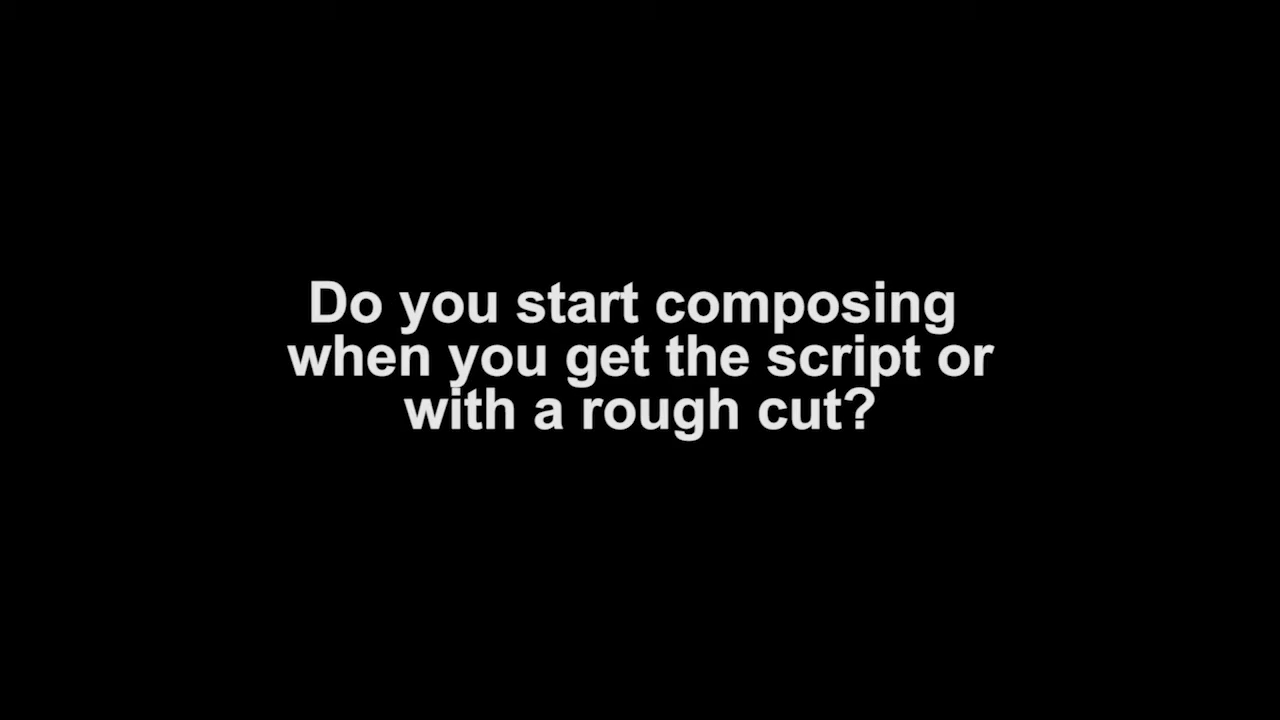 Do you start composing
when you get the script or
with a rough cut?